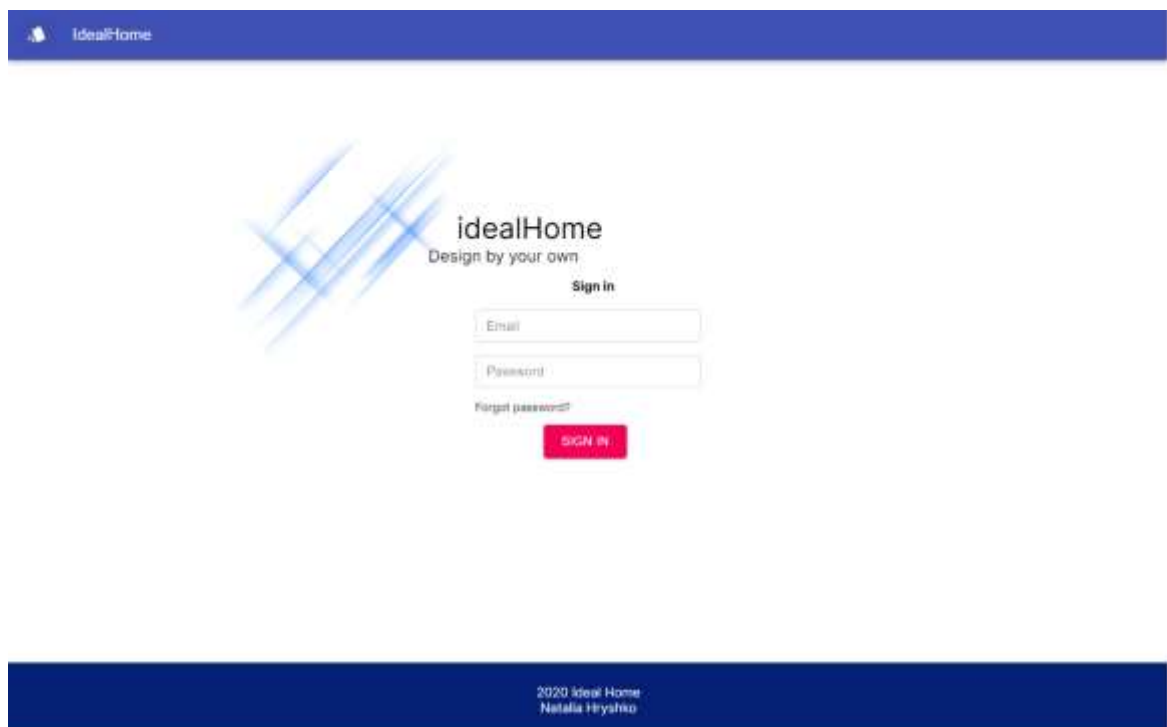 IdealHome
idealHome
Design by your own
Sign in
Email
Password
Forgot password?
SIGN IN
2020 Ideal Home
Natalia Hryshko